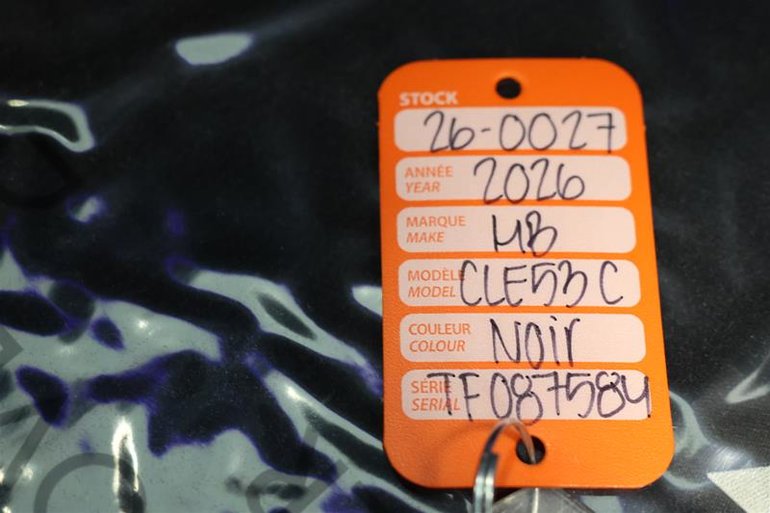 STOCK
26-0027
ANNÉE
YEAR
2026
MARQUE
MAKE
MB
MODÈLE
MODEL
CLE53 C
COULEUR
COLOUR
Noir
SÉRIE
SERIAL
TF087584